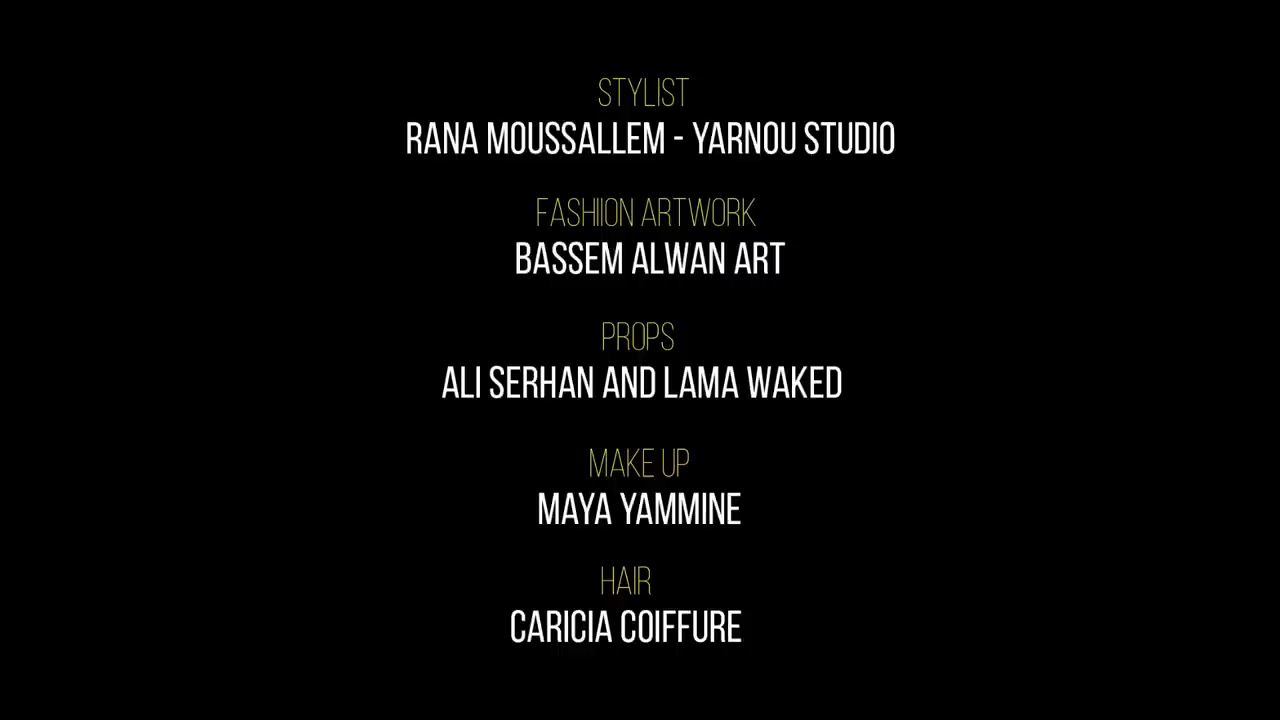 STYLIST
RANA MOUSSALLEM - YARNOU STUDIO
FASHIION ARTWORK
BASSEM ALWAN ART
PROPS
ALI SERHAN AND LAMA WAKED
MAKE UP
MAYA YAMMINE
HAIR
CARICIA COIFFURE